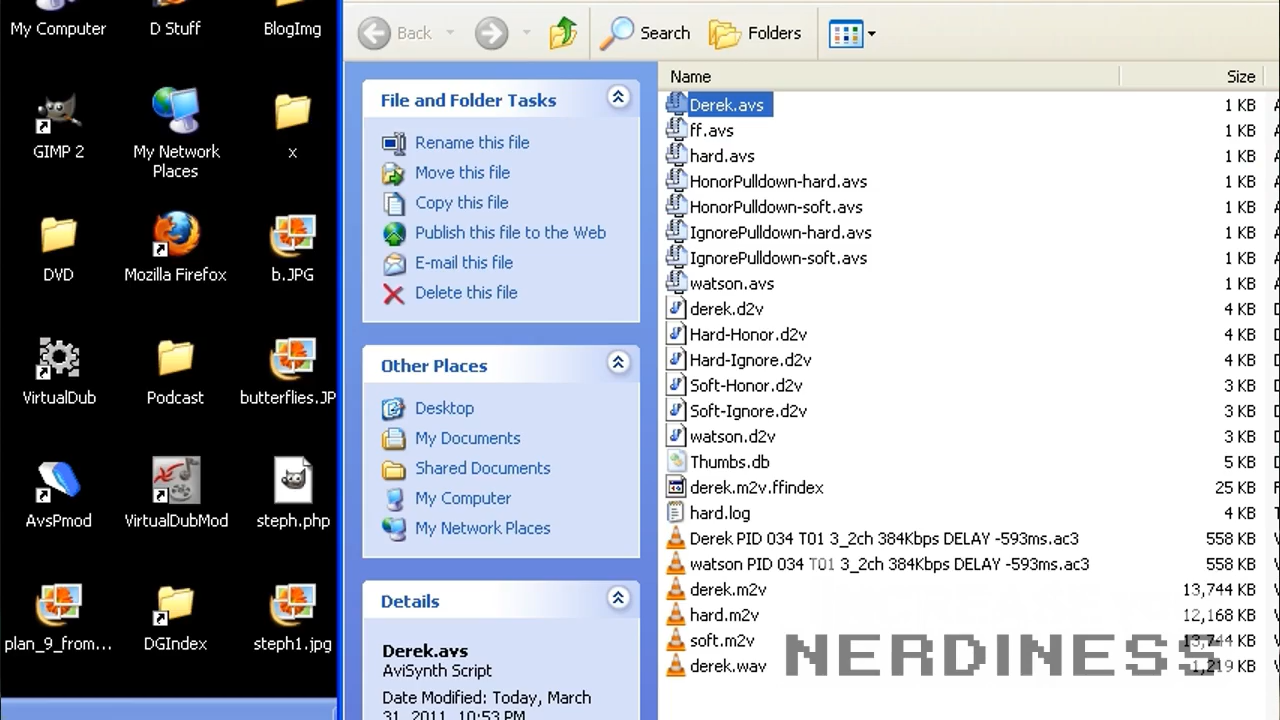 My Computer
D Stuff
BlogImg
GIMP 2
My Network
Places
x
DVD
Mozilla Firefox
b.JPG
VirtualDub
Podcast
butterflies.JP
AvsPmod
VirtualDubMod
steph.php
plan_9_from...
DGIndex
steph1.jpg
Back
Search
Folders
File and Folder Tasks
Rename this file
Move this file
Copy this file
Publish this file to the Web
E-mail this file
Delete this file
Other Places
Desktop
My Documents
Shared Documents
My Computer
My Network Places
Details
Derek.avs
AviSynth Script
Date Modified: Today, March
31, 2011, 10:53 PM
Name Size
Derek.avs 1 KB
ff.avs 1 KB
hard.avs 1 KB
HonorPulldown-hard.avs 1 KB
HonorPulldown-soft.avs 1 KB
IgnorePulldown-hard.avs 1 KB
IgnorePulldown-soft.avs 1 KB
watson.avs 1 KB
derek.d2v 4 KB
Hard-Honor.d2v 4 KB
Hard-Ignore.d2v 4 KB
Soft-Honor.d2v 3 KB
Soft-Ignore.d2v 3 KB
watson.d2v 3 KB
Thumbs.db 5 KB
derek.m2v.ffindex 25 KB
hard.log 4 KB
Derek PID 034 T01 3_2ch 384Kbps DELAY -593ms.ac3 558 KB
watson PID 034 T01 3_2ch 384Kbps DELAY -593ms.ac3 558 KB
derek.m2v 13,744 KB
hard.m2v 12,168 KB
soft.m2v 13,744 KB
derek.wav 1,219 KB
NERDINESS